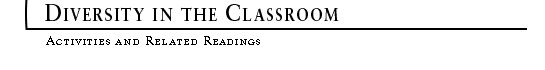 DIVERSITY IN THE CLASSROOM
ACTIVITIES AND RELATED READINGS